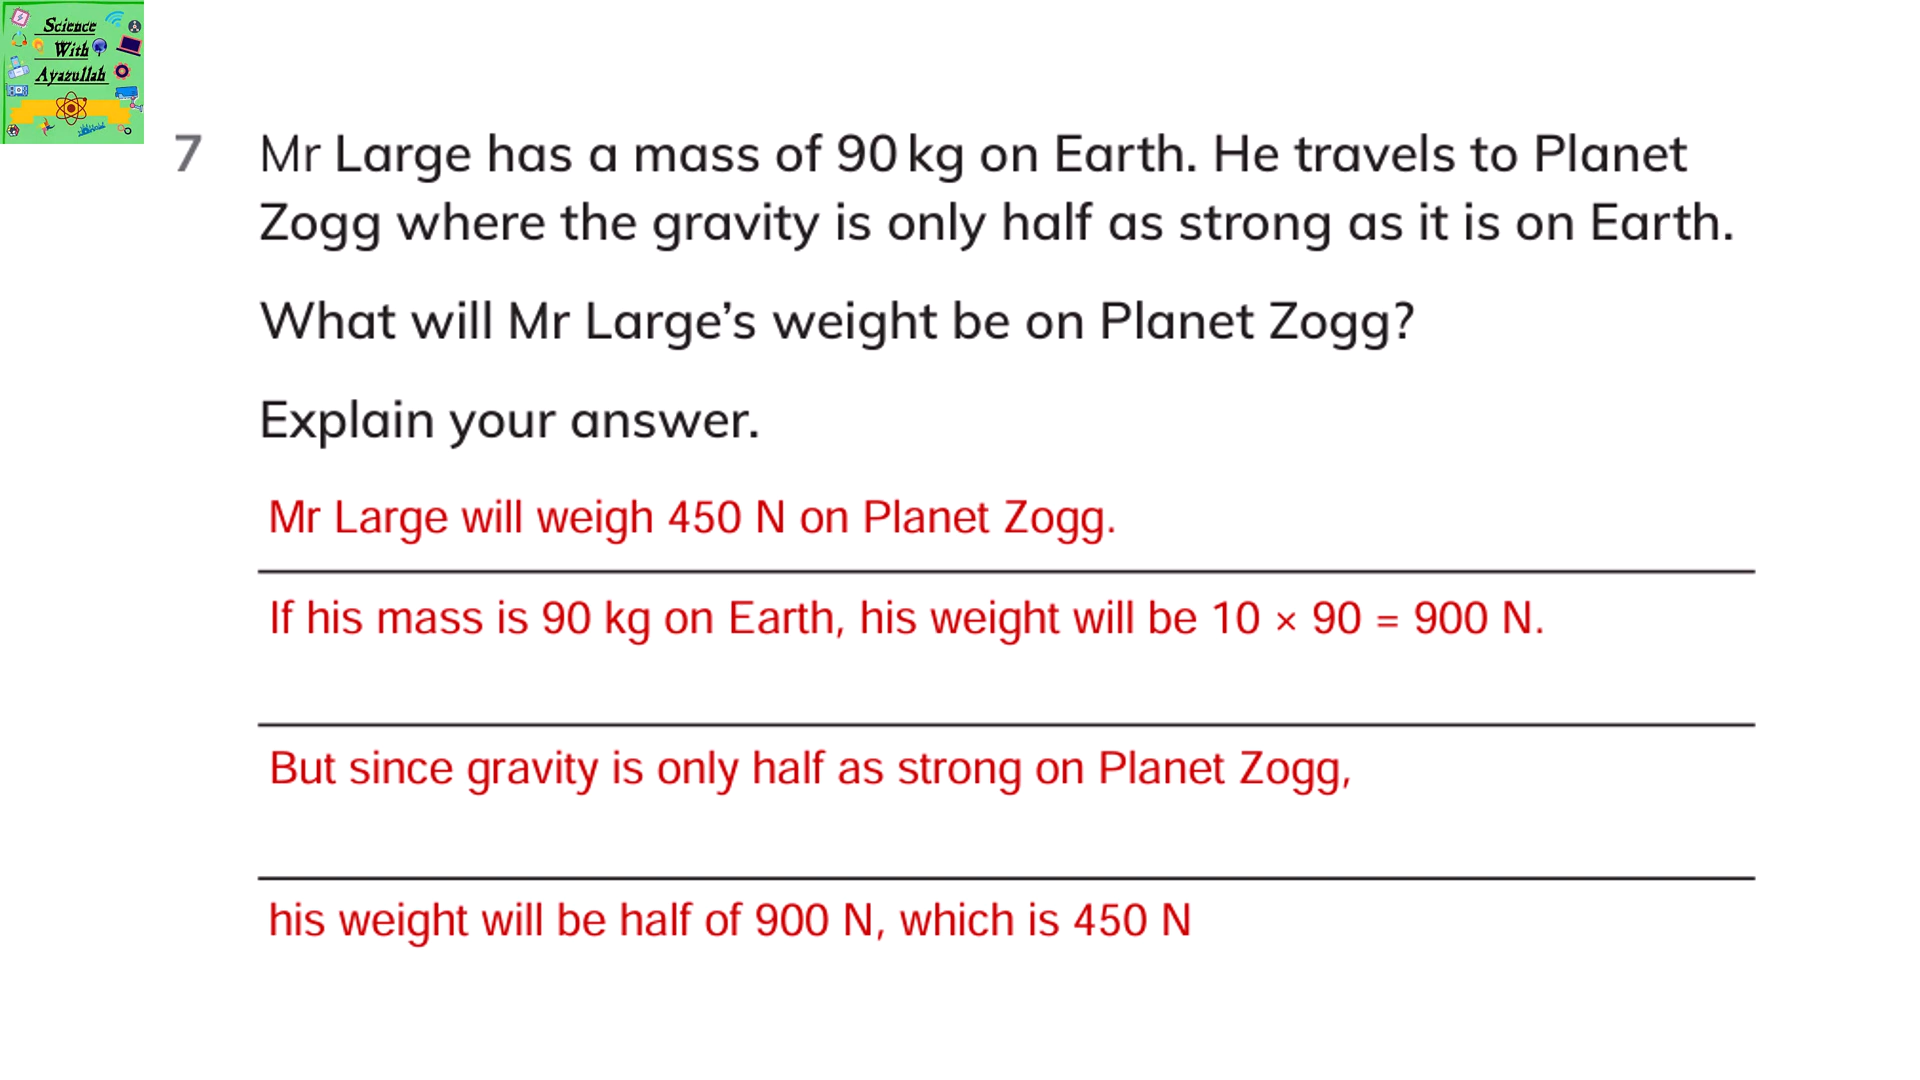 Science
With
Ayazullah
7 Mr Large has a mass of 90 kg on Earth. He travels to Planet
Zogg where the gravity is only half as strong as it is on Earth.
What will Mr Large’s weight be on Planet Zogg?
Explain your answer.
Mr Large will weigh 450 N on Planet Zogg.
If his mass is 90 kg on Earth, his weight will be 10 × 90 = 900 N.
But since gravity is only half as strong on Planet Zogg,
his weight will be half of 900 N, which is 450 N